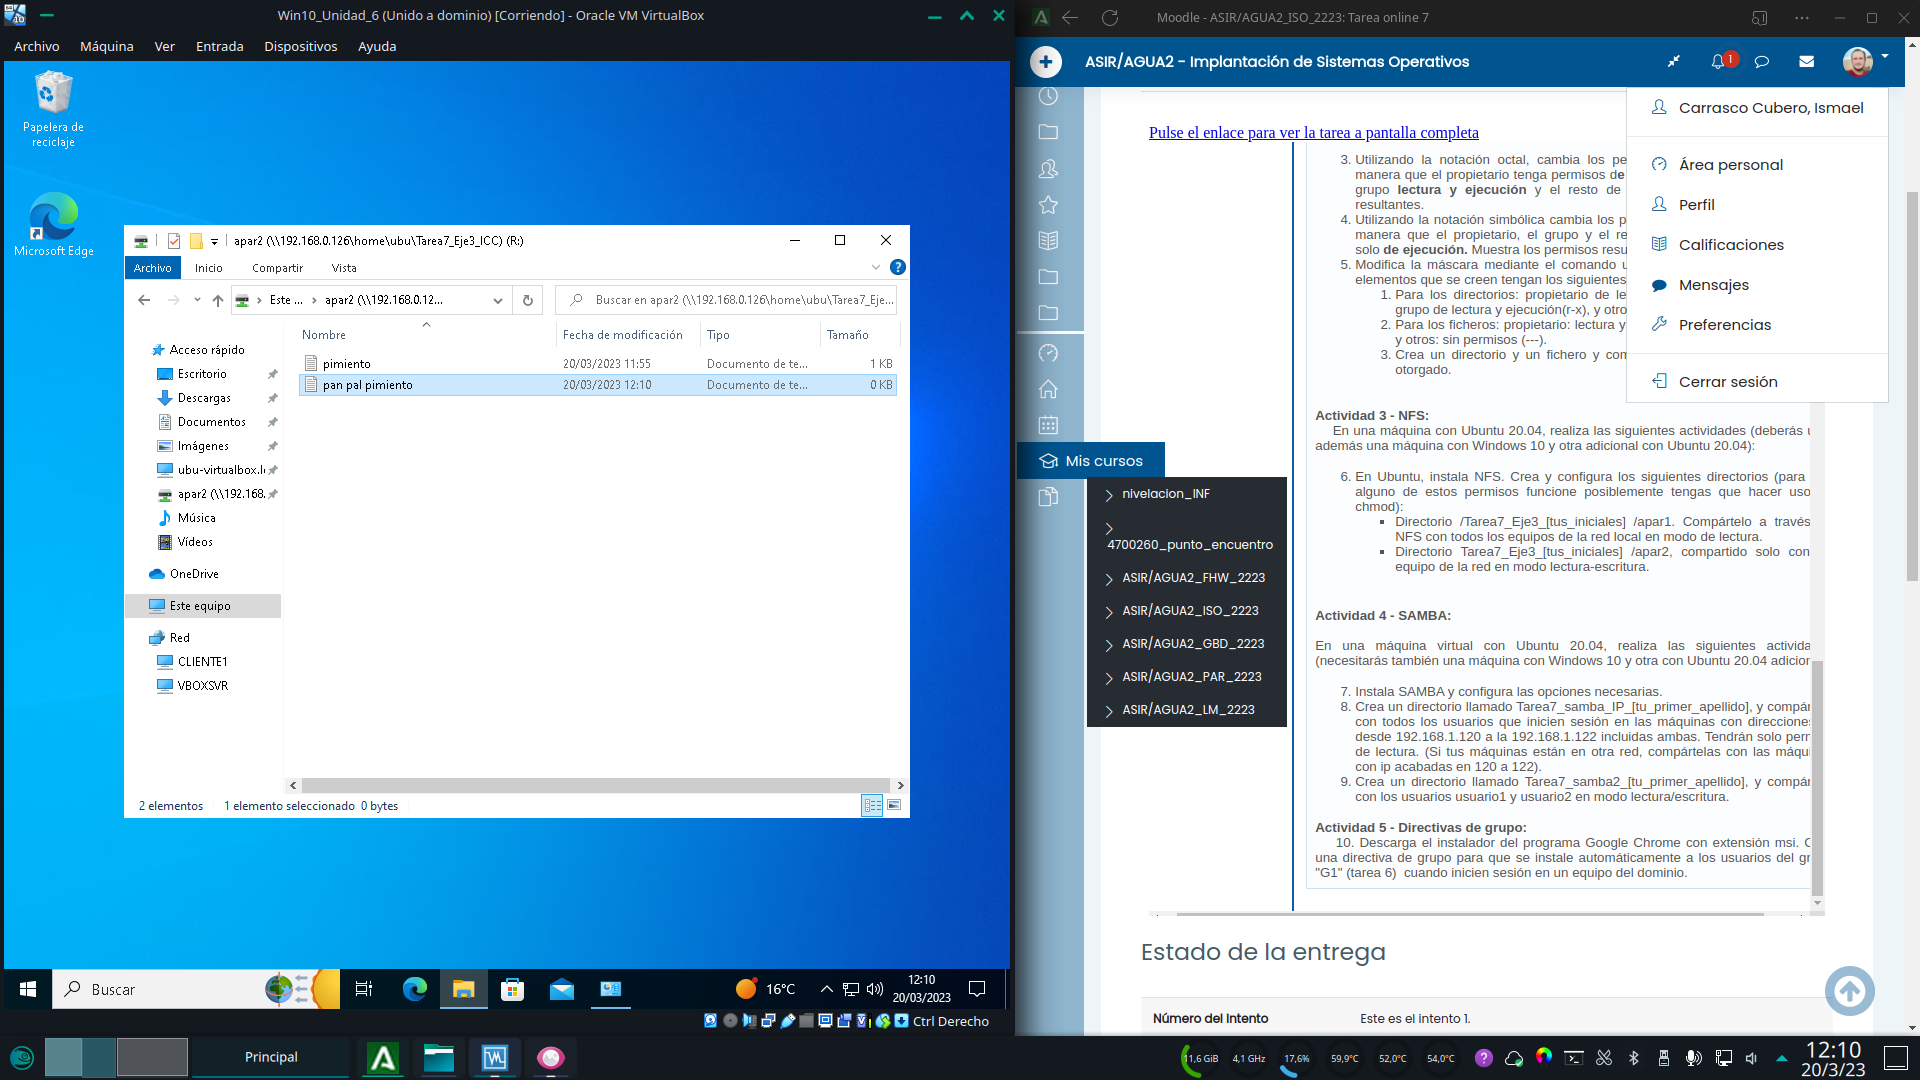 Win10_Unidad_6 (Unido a dominio) [Corriendo] - Oracle VM VirtualBox
Archivo Máquina Ver Entrada Dispositivos Ayuda
Papelera de
reciclaje
Microsoft Edge
apar2 (\\192.168.0.126\home\ubu\Tarea7_Eje3_ICC) (R:)
Archivo Inicio Compartir Vista
Este ... apar2 (\\192.168.0.12...
Buscar en apar2 (\\192.168.0.126\home\ubu\Tarea7_Eje...
Nombre Fecha de modificación Tipo Tamaño
pimiento 20/03/2023 11:55 Documento de te... 1 KB
pan pal pimiento 20/03/2023 12:10 Documento de te... 0 KB
Acceso rápido
Escritorio
Descargas
Documentos
Imágenes
ubu-virtualbox.l
apar2 (\\192.168.
Música
Vídeos
OneDrive
Este equipo
Red
CLIENTE1
VBOXSVR
2 elementos 1 elemento seleccionado 0 bytes
Buscar
16°C
12:10
20/03/2023
Ctrl Derecho
Moodle - ASIR/AGUA2_ISO_2223: Tarea online 7
ASIR/AGUA2 - Implantación de Sistemas Operativos
1
Carrasco Cubero, Ismael
Área personal
Perfil
Calificaciones
Mensajes
Preferencias
Cerrar sesión
Pulse el enlace para ver la tarea a pantalla completa
3. Utilizando la notación octal, cambia los pe
manera que el propietario tenga permisos de
grupo lectura y ejecución y el resto de
resultantes.
4. Utilizando la notación simbólica cambia los p
manera que el propietario, el grupo y el re
solo de ejecución. Muestra los permisos resu
5. Modifica la máscara mediante el comando u
elementos que se creen tengan los siguientes
1. Para los directorios: propietario de le
grupo de lectura y ejecución(r-x), y otro
2. Para los ficheros: propietario: lectura y
y otros: sin permisos (---).
3. Crea un directorio y un fichero y com
otorgado.
Actividad 3 - NFS:
En una máquina con Ubuntu 20.04, realiza las siguientes actividades (deberás u
además una máquina con Windows 10 y otra adicional con Ubuntu 20.04):
6. En Ubuntu, instala NFS. Crea y configura los siguientes directorios (para
alguno de estos permisos funcione posiblemente tengas que hacer uso
chmod):
Directorio /Tarea7_Eje3_[tus_iniciales] /apar1. Compártelo a través
NFS con todos los equipos de la red local en modo de lectura.
Directorio Tarea7_Eje3_[tus_iniciales] /apar2, compartido solo con
equipo de la red en modo lectura-escritura.
Actividad 4 - SAMBA:
En una máquina virtual con Ubuntu 20.04, realiza las siguientes activida
(necesitarás también una máquina con Windows 10 y otra con Ubuntu 20.04 adicion
7. Instala SAMBA y configura las opciones necesarias.
8. Crea un directorio llamado Tarea7_samba_IP_[tu_primer_apellido], y compár
con todos los usuarios que inicien sesión en las máquinas con direccione
desde 192.168.1.120 a la 192.168.1.122 incluidas ambas. Tendrán solo perm
de lectura. (Si tus máquinas están en otra red, compártelas con las máqui
con ip acabadas en 120 a 122).
9. Crea un directorio llamado Tarea7_samba2_[tu_primer_apellido], y compár
con los usuarios usuario1 y usuario2 en modo lectura/escritura.
Actividad 5 - Directivas de grupo:
10. Descarga el instalador del programa Google Chrome con extensión msi. C
una directiva de grupo para que se instale automáticamente a los usuarios del gr
"G1" (tarea 6) cuando inicien sesión en un equipo del dominio.
Mis cursos
nivelacion_INF
4700260_punto_encuentro
ASIR/AGUA2_FHW_2223
ASIR/AGUA2_ISO_2223
ASIR/AGUA2_GBD_2223
ASIR/AGUA2_PAR_2223
ASIR/AGUA2_LM_2223
Estado de la entrega
Número del Intento Este es el intento 1.
Principal
11,6 GiB 4,1 GHz 17,6% 59,9°C 52,0°C 54,0°C
12:10
20/3/23